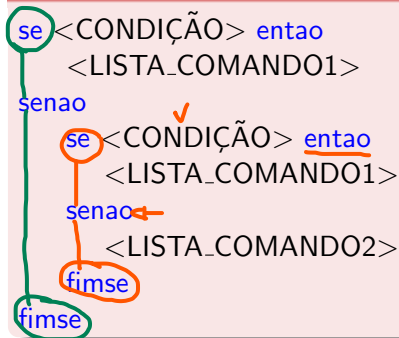 se <CONDIÇÃO> entao
<LISTA_COMANDO1>
senao
se <CONDIÇÃO> entao
<LISTA_COMANDO1>
senao
<LISTA_COMANDO2>
fimse
fimse